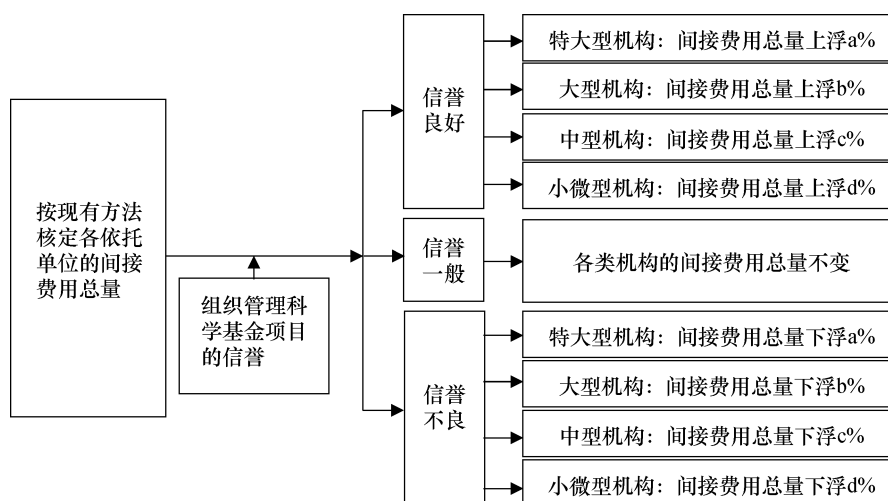 按现有方法
核定各依托
单位的间接
费用总量
组织管理科
学基金项目
的信誉
信誉
良好
特大型机构：间接费用总量上浮a%
大型机构：间接费用总量上浮b%
中型机构：间接费用总量上浮c%
小微型机构：间接费用总量上浮d%
信誉
一般
各类机构的间接费用总量不变
信誉
不良
特大型机构：间接费用总量下浮a%
大型机构：间接费用总量下浮b%
中型机构：间接费用总量下浮c%
小微型机构：间接费用总量下浮d%